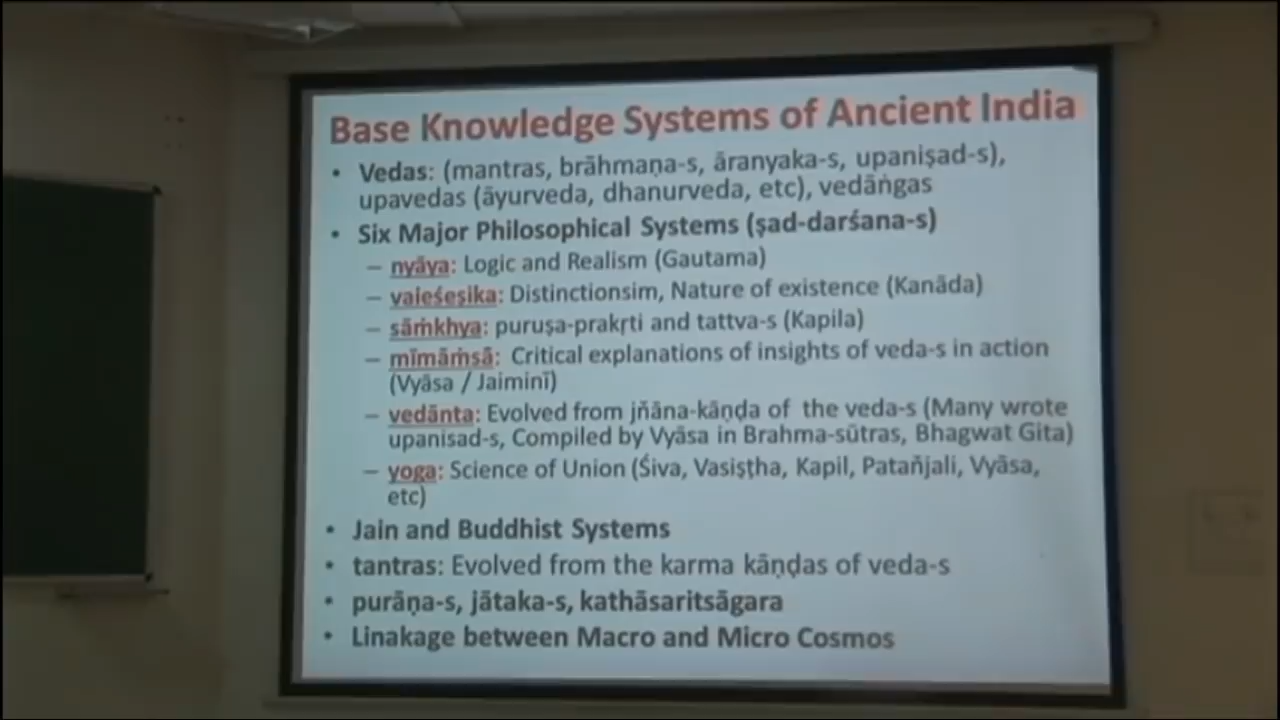 Base Knowledge Systems of Ancient India
• Vedas: (mantras, brāhmaṇa-s, āranyaka-s, upaniṣad-s),
upavedas (āyurveda, dhanurveda, etc), vedāṅgas
• Six Major Philosophical Systems (ṣad-darśana-s)
– nyāya: Logic and Realism (Gautama)
– vaieśeṣika: Distinctionsim, Nature of existence (Kanāda)
– sāṁkhya: puruṣa-prakṛti and tattva-s (Kapila)
– mīmāṁsā: Critical explanations of insights of veda-s in action
(Vyāsa / Jaiminī)
– vedānta: Evolved from jñāna-kāṇḍa of the veda-s (Many wrote
upanisad-s, Compiled by Vyāsa in Brahma-sūtras, Bhagwat Gita)
– yoga: Science of Union (Śiva, Vasiṣṭha, Kapil, Patañjali, Vyāsa,
etc)
• Jain and Buddhist Systems
• tantras: Evolved from the karma kāṇḍas of veda-s
• purāṇa-s, jātaka-s, kathāsaritsāgara
• Linakage between Macro and Micro Cosmos